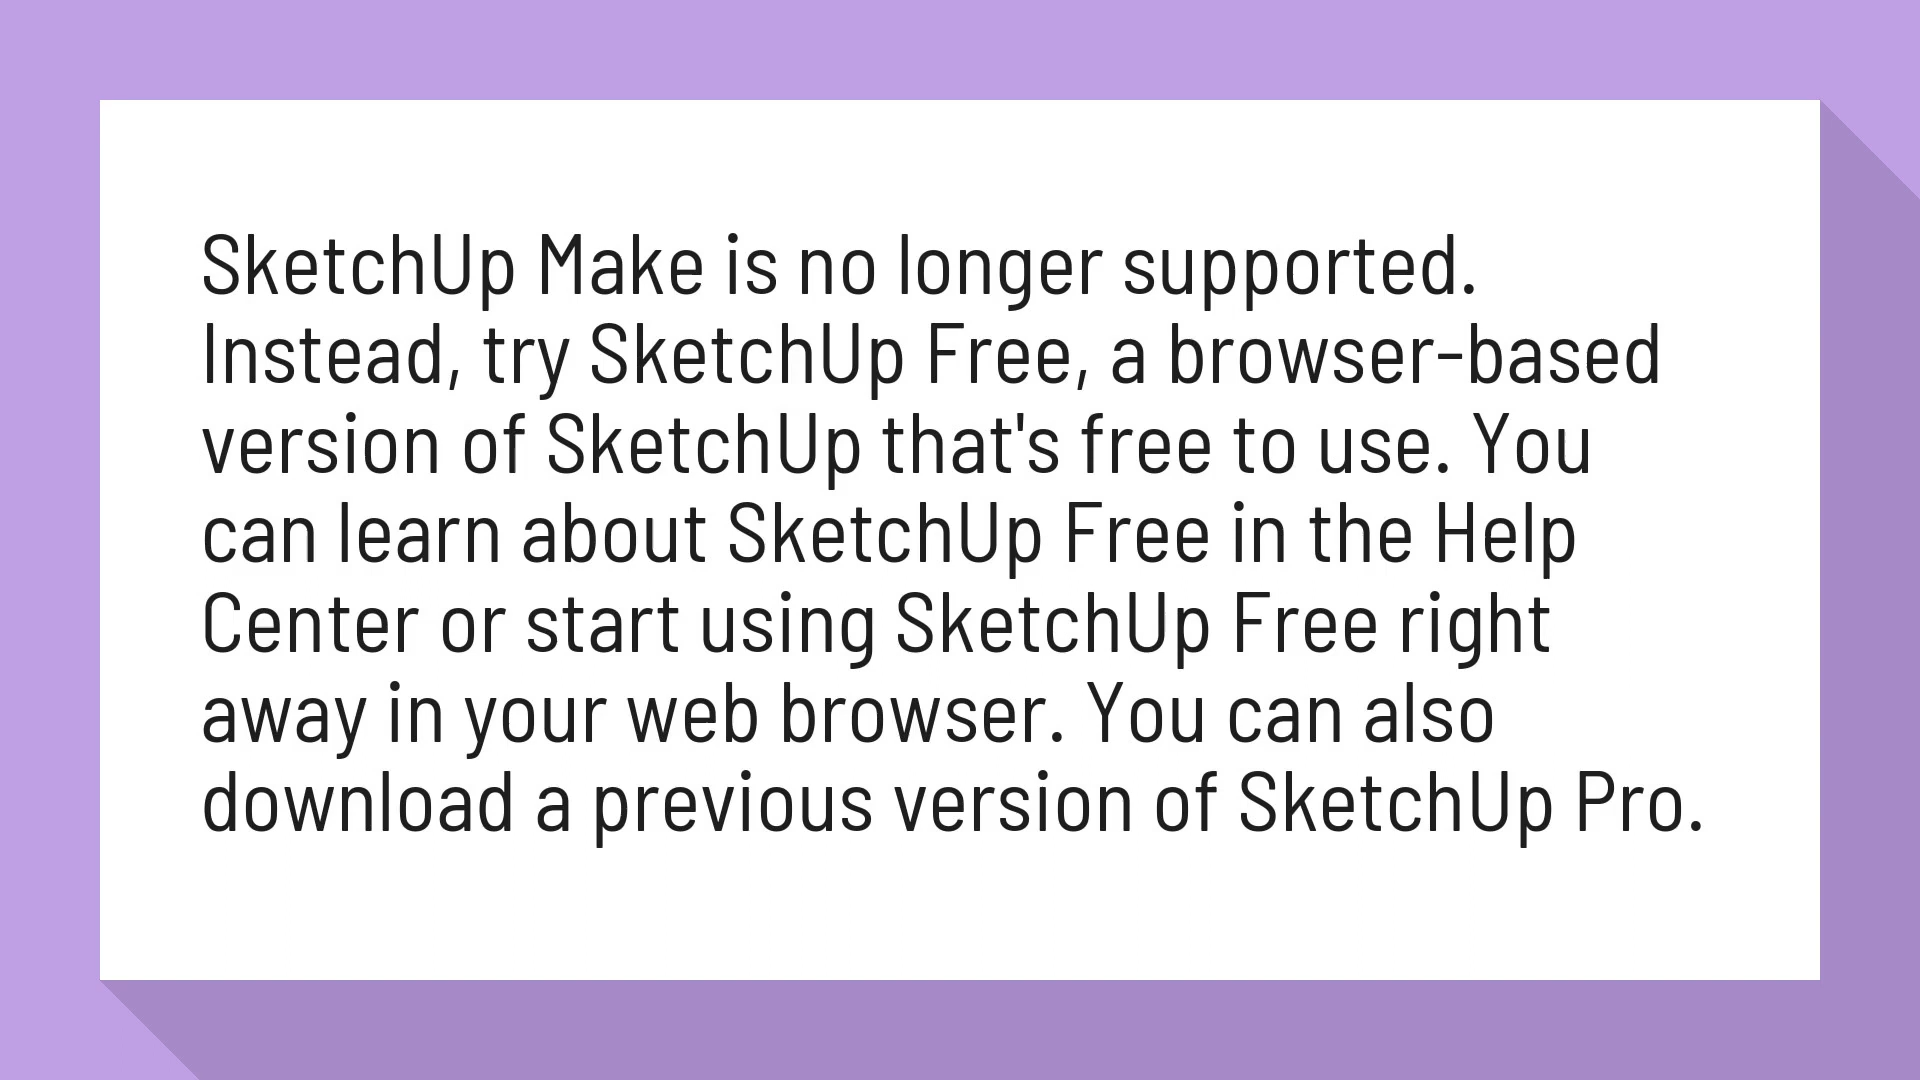 SketchUp Make is no longer supported.
Instead, try SketchUp Free, a browser-based
version of SketchUp that's free to use. You
can learn about SketchUp Free in the Help
Center or start using SketchUp Free right
away in your web browser. You can also
download a previous version of SketchUp Pro.